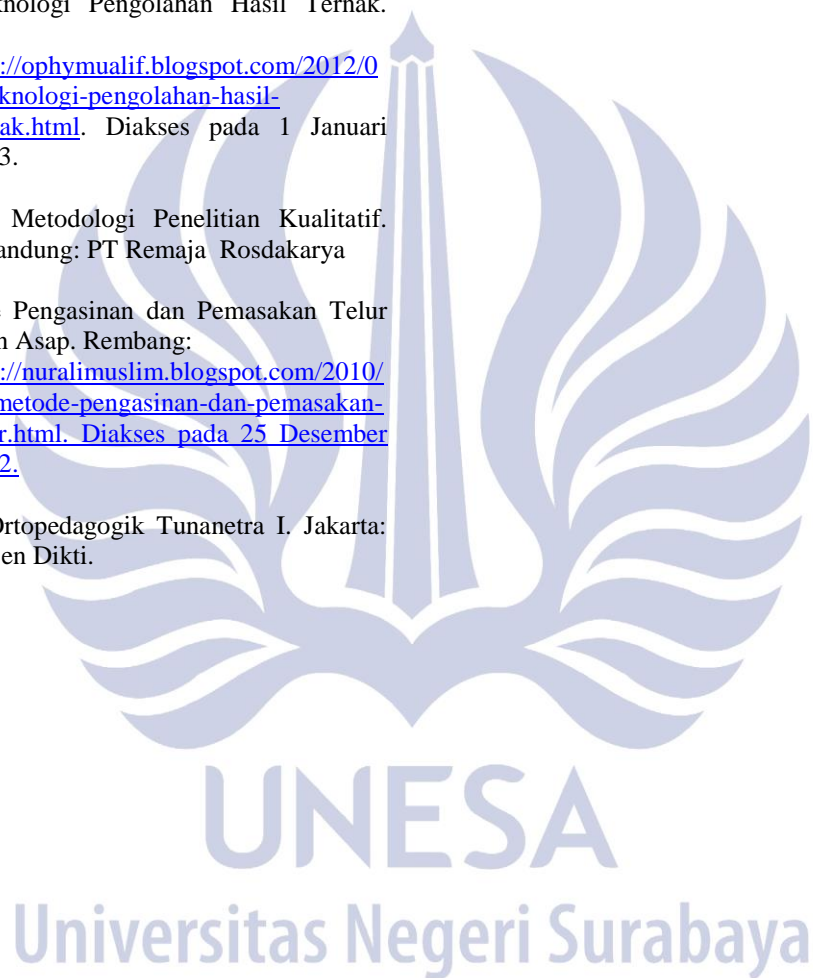 knologi Pengolahan Hasil Ternak.
://ophymualif.blogspot.com/2012/0
knologi-pengolahan-hasil-
ak.html. Diakses pada 1 Januari
3.
Metodologi Penelitian Kualitatif.
andung: PT Remaja Rosdakarya
Pengasinan dan Pemasakan Telur
n Asap. Rembang:
://nuralimuslim.blogspot.com/2010/
metode-pengasinan-dan-pemasakan-
r.html. Diakses pada 25 Desember
2.
Ortopedagogik Tunanetra I. Jakarta:
en Dikti.
UNESA
Universitas Negeri Surabaya